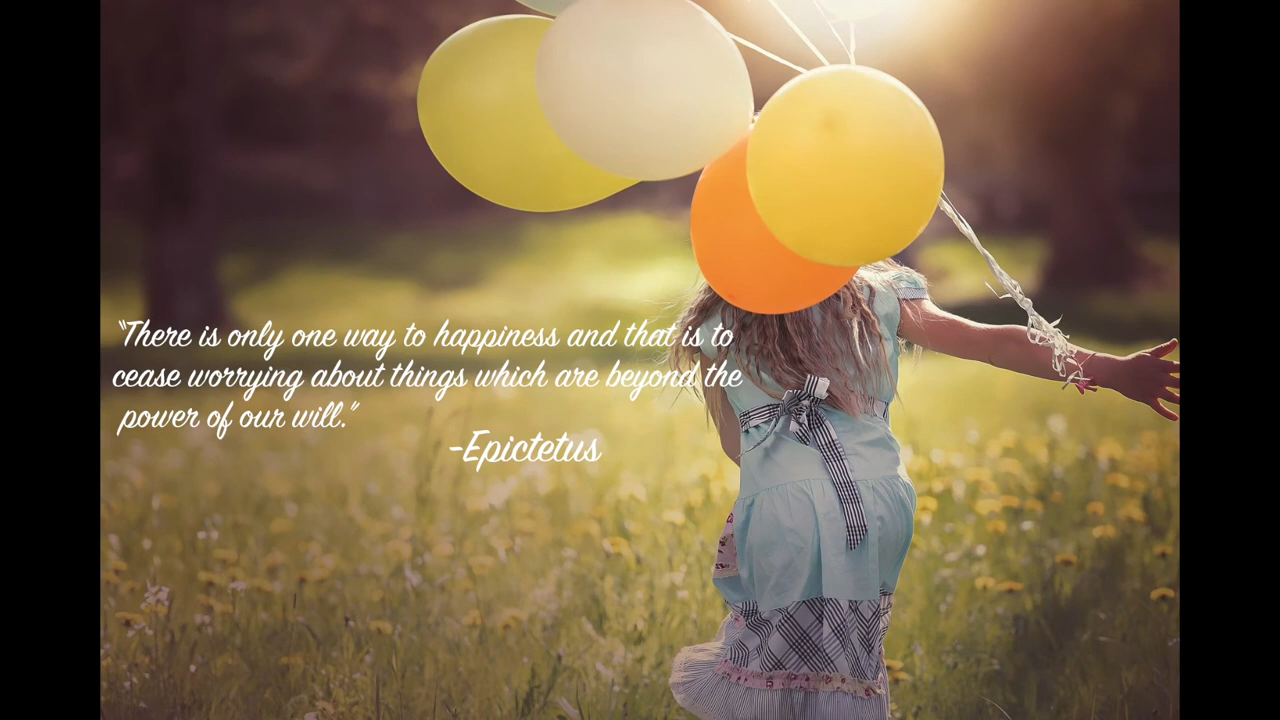 "There is only one way to happiness and that is to
cease worrying about things which are beyond the
power of our will."
-Epictetus